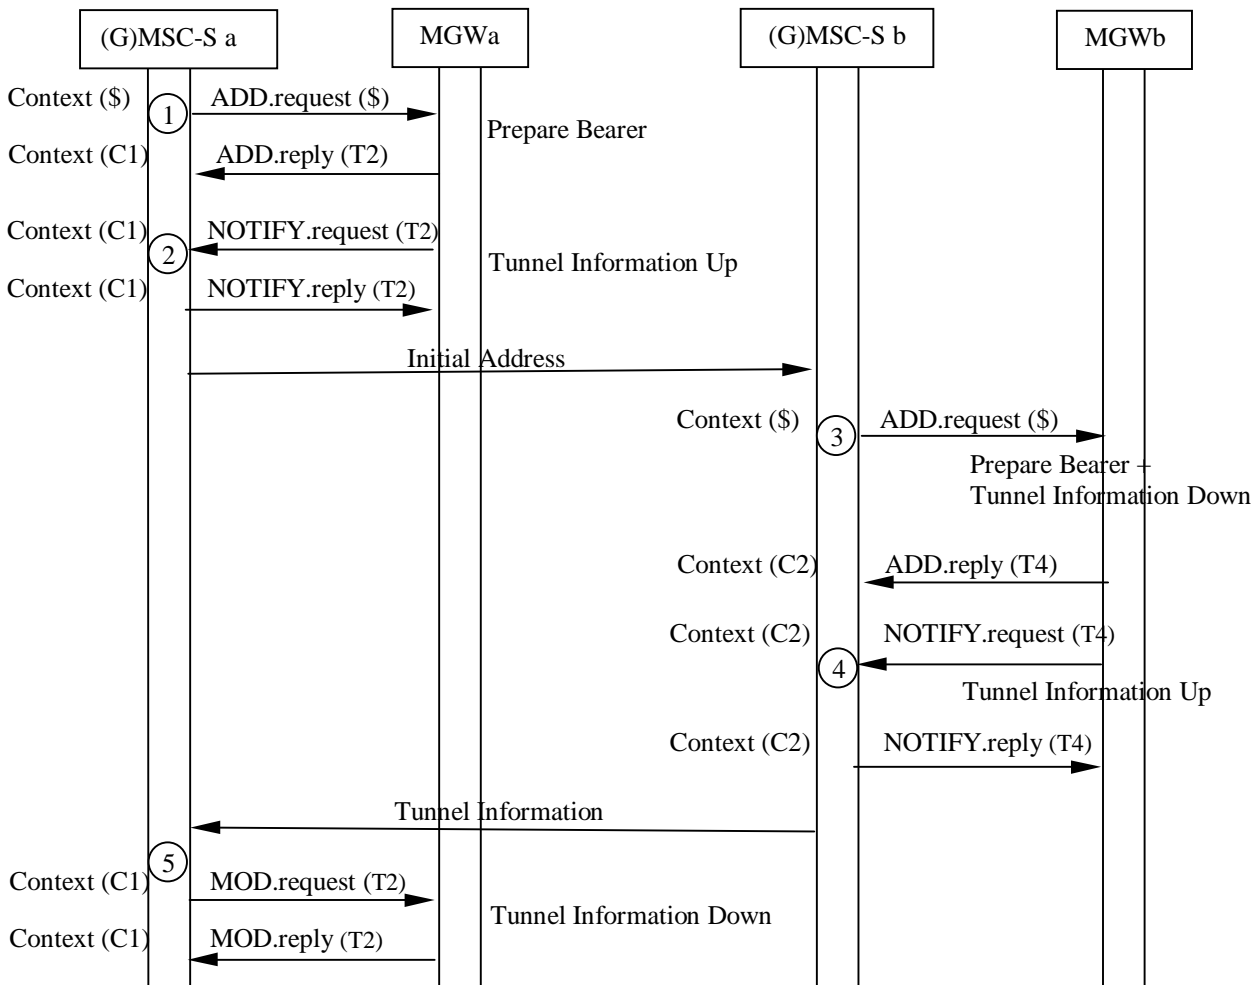 (G)MSC-S a
MGWa
(G)MSC-S b
MGWb
Context ($)
1
ADD.request ($)
Prepare Bearer
Context (C1)
ADD.reply (T2)
Context (C1)
2
NOTIFY.request (T2)
Tunnel Information Up
Context (C1)
NOTIFY.reply (T2)
Initial Address
Context ($)
3
ADD.request ($)
Prepare Bearer +
Tunnel Information Down
Context (C2)
ADD.reply (T4)
Context (C2)
NOTIFY.request (T4)
4
Tunnel Information Up
Context (C2)
NOTIFY.reply (T4)
Tunnel Information
5
Context (C1)
MOD.request (T2)
Tunnel Information Down
Context (C1)
MOD.reply (T2)